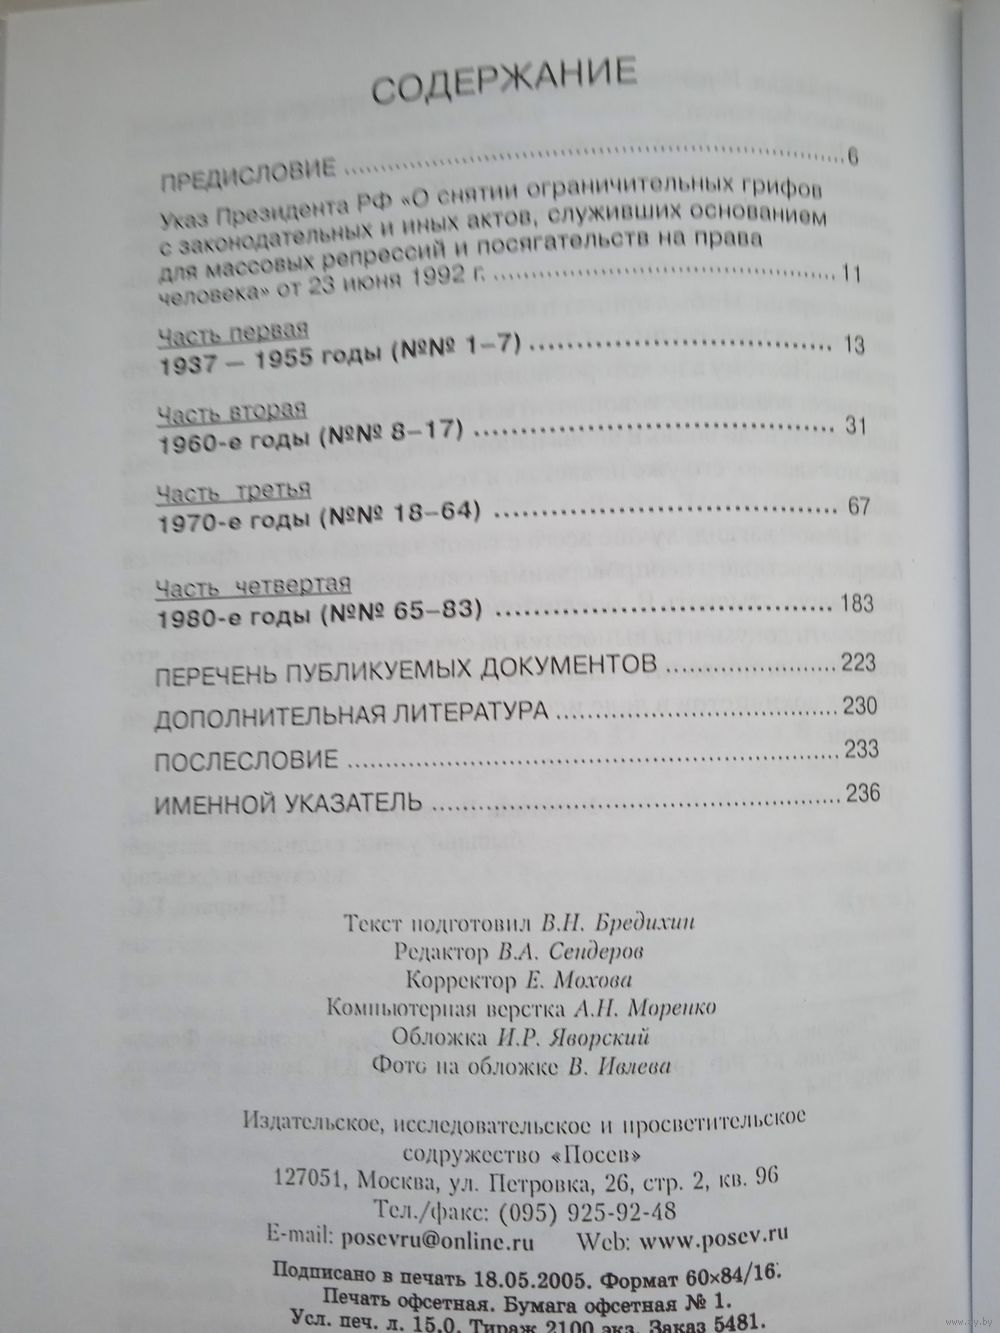 СОДЕРЖАНИЕ
ПРЕДИСЛОВИЕ ........ 6
Указ Президента РФ «О снятии ограничительных грифов
с законодательных и иных актов, служивших основанием
для массовых репрессий и посягательств на права
человека» от 23 июня 1992 г. ........ 11
Часть первая
1937 — 1955 годы (№№ 1–7) ........ 13
Часть вторая
1960-е годы (№№ 8–17) ........ 31
Часть третья
1970-е годы (№№ 18–64) ........ 67
Часть четвертая
1980-е годы (№№ 65–83) ........ 183
ПЕРЕЧЕНЬ ПУБЛИКУЕМЫХ ДОКУМЕНТОВ ........ 223
ДОПОЛНИТЕЛЬНАЯ ЛИТЕРАТУРА ........ 230
ПОСЛЕСЛОВИЕ ........ 233
ИМЕННОЙ УКАЗАТЕЛЬ ........ 236
Текст подготовил В.Н. Бредихин
Редактор В.А. Сендеров
Корректор Е. Мохова
Компьютерная верстка А.Н. Моренко
Обложка И.Р. Яворский
Фото на обложке В. Ивлева
Издательское, исследовательское и просветительское
содружество «Посев»
127051, Москва, ул. Петровка, 26, стр. 2, кв. 96
Тел./факс: (095) 925-92-48
E-mail: posevru@online.ru Web: www.posev.ru
Подписано в печать 18.05.2005. Формат 60×84/16.
Печать офсетная. Бумага офсетная № 1.
Усл. печ. л. 15,0. Тираж 2100 экз. Заказ 5481.
www.ay.by